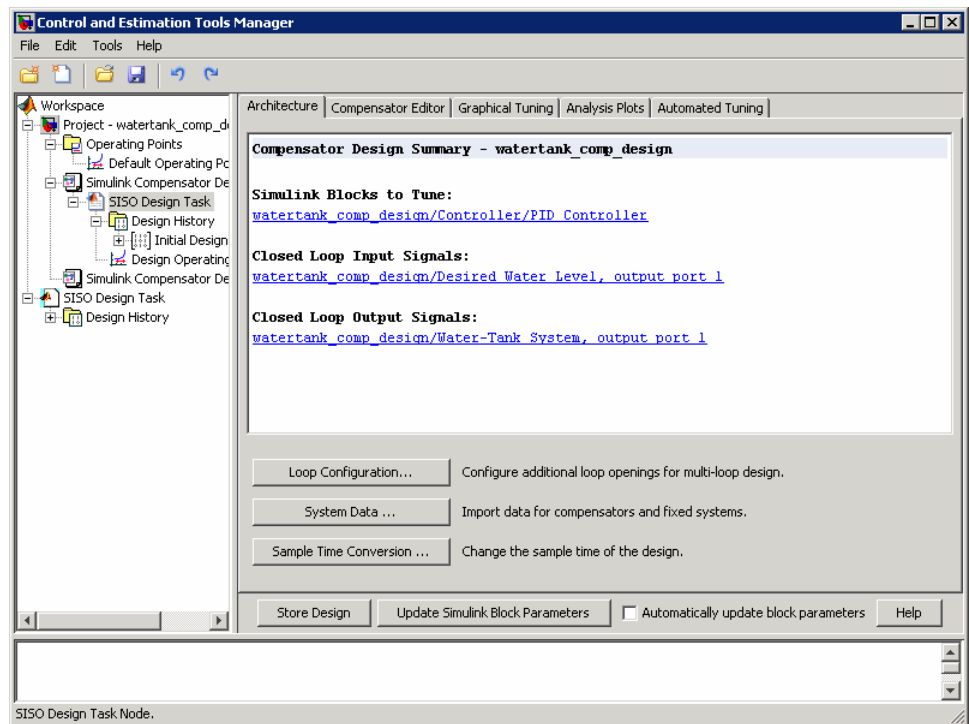 Control and Estimation Tools Manager
File Edit Tools Help
Workspace
Project - watertank_comp_d
Operating Points
Default Operating Po
Simulink Compensator De
SISO Design Task
Design History
Initial Design
Design Operating
Simulink Compensator De
SISO Design Task
Design History
Architecture Compensator Editor Graphical Tuning Analysis Plots Automated Tuning
Compensator Design Summary - watertank_comp_design
Simulink Blocks to Tune:
watertank_comp_design/Controller/PID Controller
Closed Loop Input Signals:
watertank_comp_design/Desired Water Level, output port 1
Closed Loop Output Signals:
watertank_comp_design/Water-Tank System, output port 1
Loop Configuration... Configure additional loop openings for multi-loop design.
System Data ... Import data for compensators and fixed systems.
Sample Time Conversion ... Change the sample time of the design.
Store Design Update Simulink Block Parameters Automatically update block parameters Help
SISO Design Task Node.